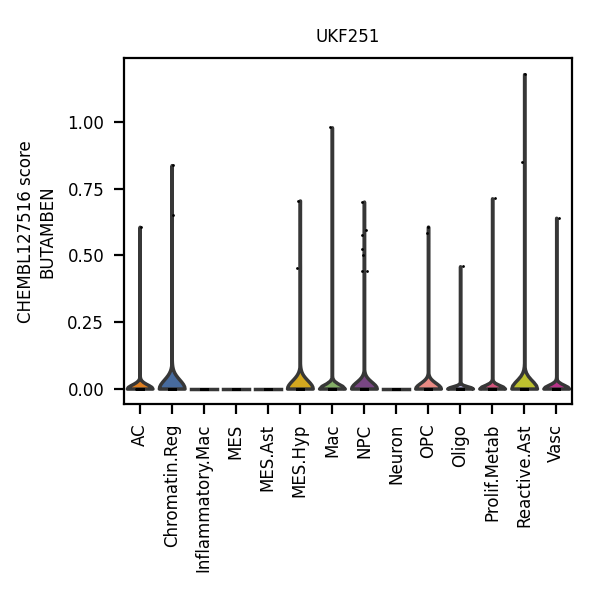 UKF251
CHEMBL127516 score
BUTAMBEN
1.00
0.75
0.50
0.25
0.00
AC
Chromatin.Reg
Inflammatory.Mac
MES
MES.Ast
MES.Hyp
Mac
NPC
Neuron
OPC
Oligo
Prolif.Metab
Reactive.Ast
Vasc